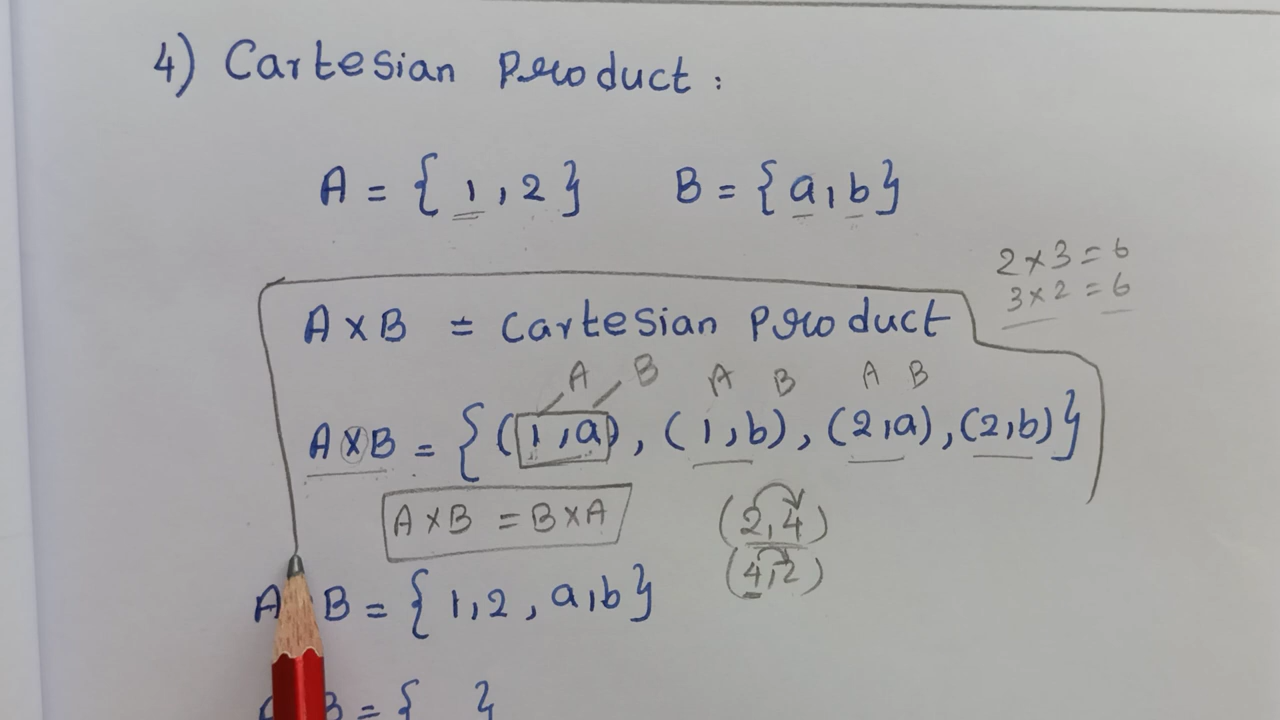 4) Cartesian Product :
A = { 1, 2 } B = { a, b }
2 × 3 = 6
3 × 2 = 6
A × B = Cartesian Product
A B A B A B
A × B = { (1, a), (1, b), (2, a), (2, b) }
A × B = B × A (2, 4)
(4, 2)
A B = { 1, 2, a, b }
B = { }